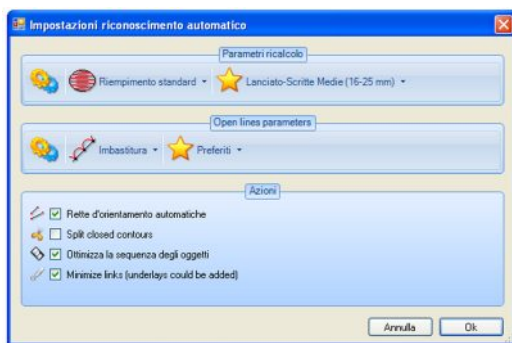 Impostazioni riconoscimento automatico
Parametri ricalcolo
Riempimento standard
Lanciato-Scritte Medie (16-25 mm)
Open lines parameters
Imbastitura
Preferiti
Azioni
Rette d'orientamento automatiche
Split closed contours
Ottimizza la sequenza degli oggetti
Minimize links (underlays could be added)
Annulla
Ok